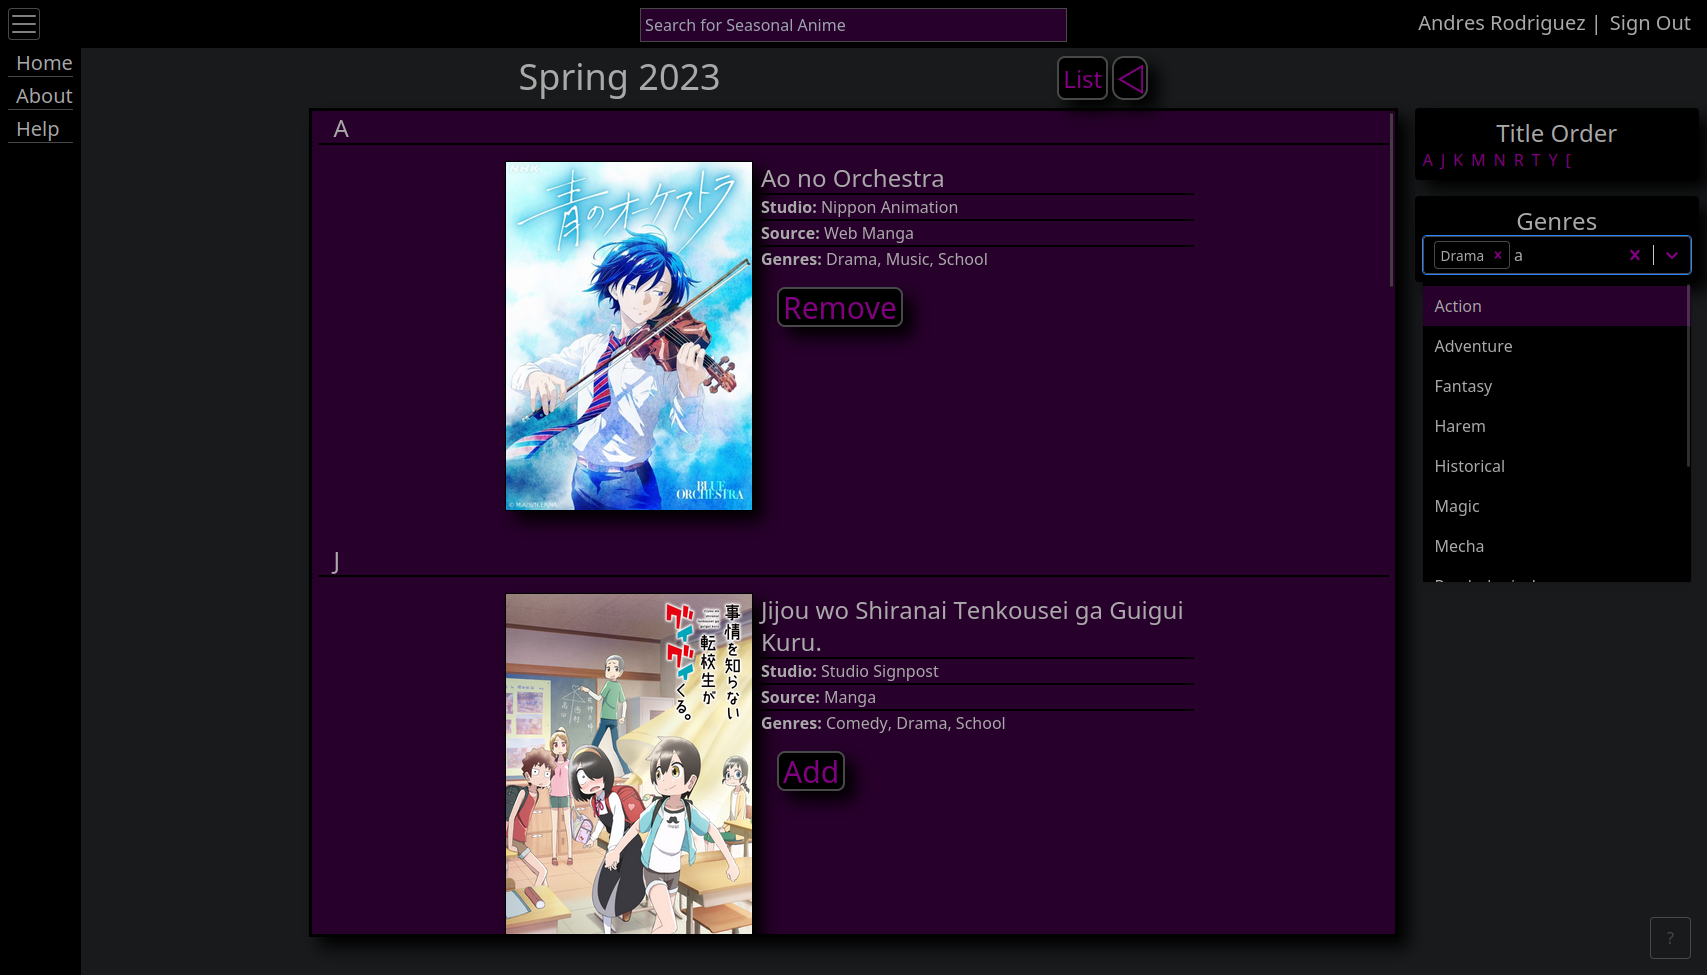 Search for Seasonal Anime
Andres Rodriguez | Sign Out
Home
About
Help
Spring 2023
List
A
NHK
青のオーケストラ
BLUE
ORCHESTRA
Ao no Orchestra
Studio: Nippon Animation
Source: Web Manga
Genres: Drama, Music, School
Remove
J
事情を知らない
転校生が
グイグイくる。
Jijou wo Shiranai Tenkousei ga Guigui
Kuru.
Studio: Studio Signpost
Source: Manga
Genres: Comedy, Drama, School
Add
Title Order
A J K M N R T Y [
Genres
Drama × a
Action
Adventure
Fantasy
Harem
Historical
Magic
Mecha
?